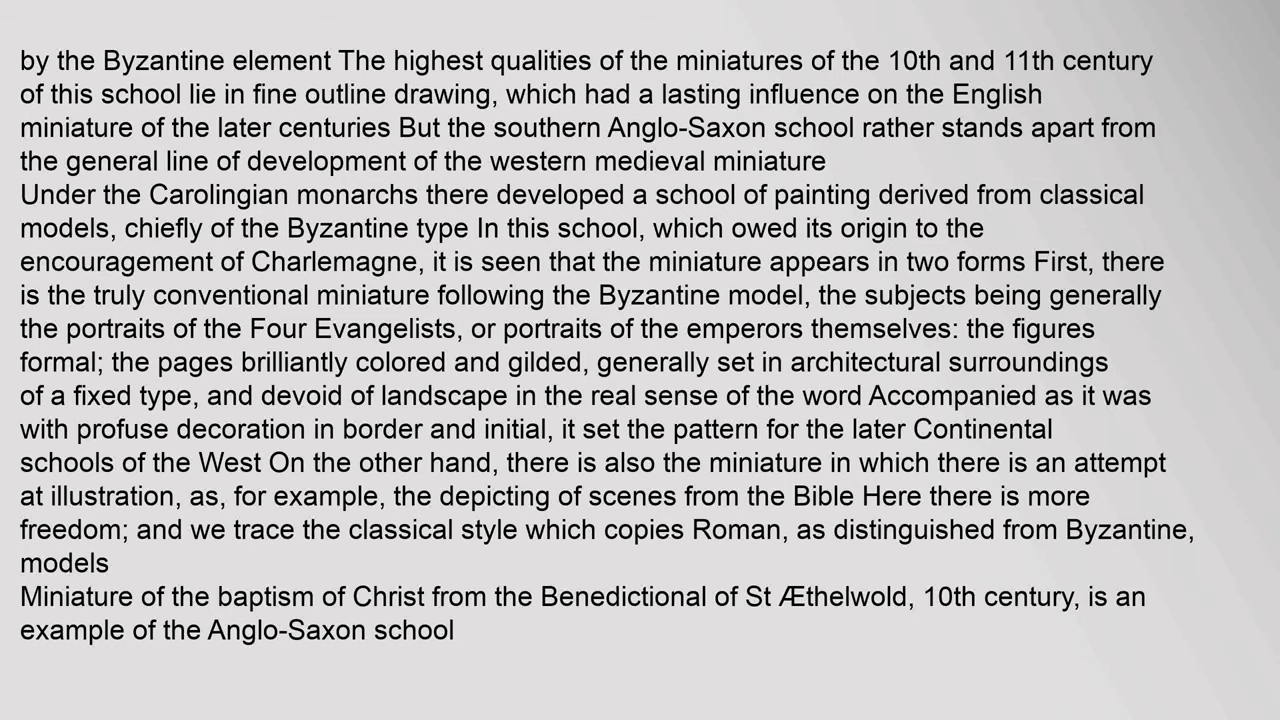 by the Byzantine element The highest qualities of the miniatures of the 10th and 11th century
of this school lie in fine outline drawing, which had a lasting influence on the English
miniature of the later centuries But the southern Anglo-Saxon school rather stands apart from
the general line of development of the western medieval miniature
Under the Carolingian monarchs there developed a school of painting derived from classical
models, chiefly of the Byzantine type In this school, which owed its origin to the
encouragement of Charlemagne, it is seen that the miniature appears in two forms First, there
is the truly conventional miniature following the Byzantine model, the subjects being generally
the portraits of the Four Evangelists, or portraits of the emperors themselves: the figures
formal; the pages brilliantly colored and gilded, generally set in architectural surroundings
of a fixed type, and devoid of landscape in the real sense of the word Accompanied as it was
with profuse decoration in border and initial, it set the pattern for the later Continental
schools of the West On the other hand, there is also the miniature in which there is an attempt
at illustration, as, for example, the depicting of scenes from the Bible Here there is more
freedom; and we trace the classical style which copies Roman, as distinguished from Byzantine,
models
Miniature of the baptism of Christ from the Benedictional of St Æthelwold, 10th century, is an
example of the Anglo-Saxon school